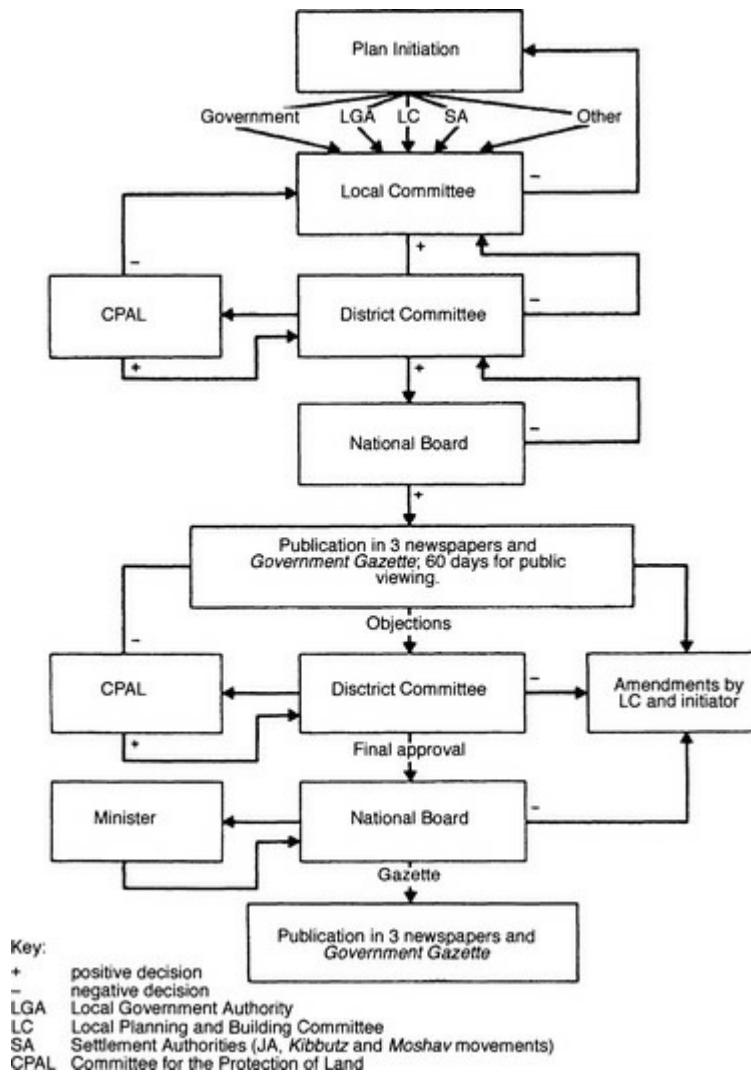 Plan Initiation
Government LGA LC SA Other
Local Committee
–
–
+
CPAL
District Committee
–
+
+
National Board
–
+
Publication in 3 newspapers and
Government Gazette; 60 days for public
viewing.
Objections
–
CPAL
Disctrict Committee
–
Amendments by
LC and initiator
+
Final approval
Minister
National Board
–
Gazette
Publication in 3 newspapers and
Government Gazette
Key:
+ positive decision
– negative decision
LGA Local Government Authority
LC Local Planning and Building Committee
SA Settlement Authorities (JA, Kibbutz and Moshav movements)
CPAL Committee for the Protection of Land